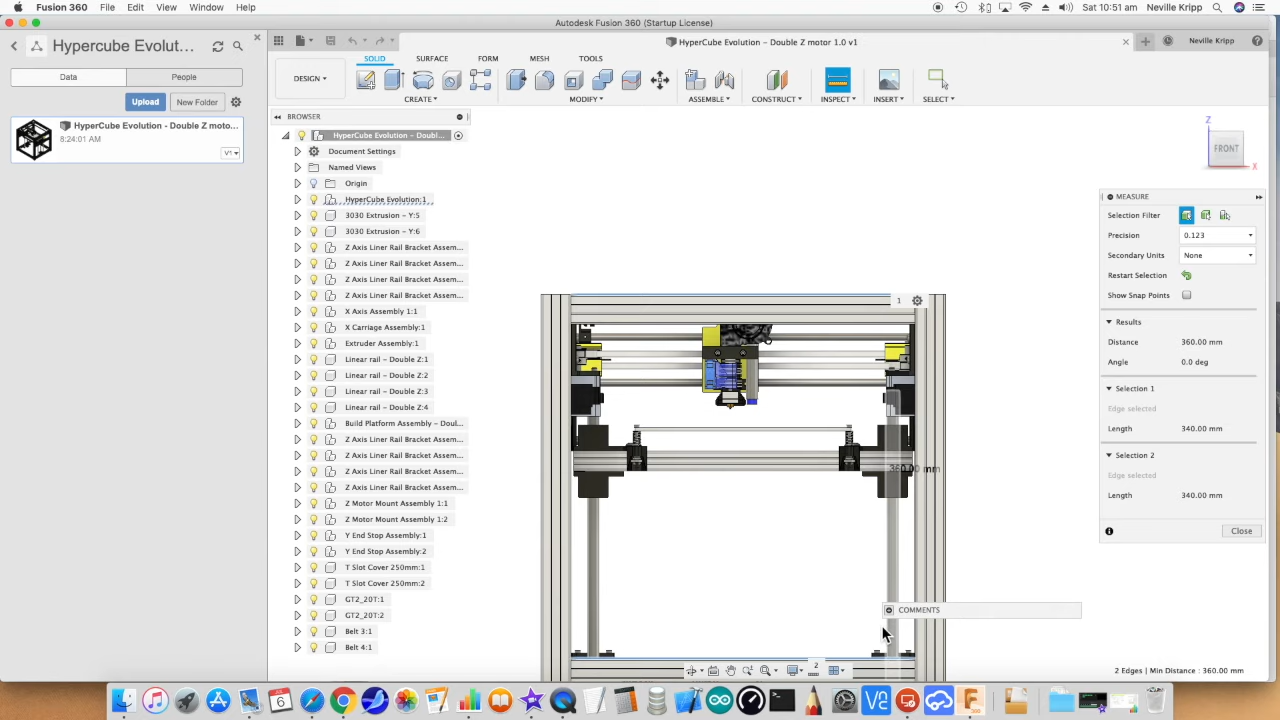 Fusion 360 File Edit View Window Help Sat 10:51 am Neville Kripp
Autodesk Fusion 360 (Startup License)
Hypercube Evolut...
Data People
Upload New Folder
HyperCube Evolution - Double Z moto...
8:24:01 AM
V1
HyperCube Evolution - Double Z motor 1.0 v1
Neville Kripp
SOLID SURFACE FORM MESH TOOLS
DESIGN
CREATE MODIFY ASSEMBLE CONSTRUCT INSPECT INSERT SELECT
BROWSER
HyperCube Evolution - Doubl...
Document Settings
Named Views
Origin
HyperCube Evolution:1
3030 Extrusion - Y:5
3030 Extrusion - Y:6
Z Axis Liner Rail Bracket Assem...
Z Axis Liner Rail Bracket Assem...
Z Axis Liner Rail Bracket Assem...
Z Axis Liner Rail Bracket Assem...
X Axis Assembly 1:1
X Carriage Assembly:1
Extruder Assembly:1
Linear rail - Double Z:1
Linear rail - Double Z:2
Linear rail - Double Z:3
Linear rail - Double Z:4
Build Platform Assembly - Doul...
Z Axis Liner Rail Bracket Assem...
Z Axis Liner Rail Bracket Assem...
Z Axis Liner Rail Bracket Assem...
Z Axis Liner Rail Bracket Assem...
Z Motor Mount Assembly 1:1
Z Motor Mount Assembly 1:2
Y End Stop Assembly:1
Y End Stop Assembly:2
T Slot Cover 250mm:1
T Slot Cover 250mm:2
GT2_20T:1
GT2_20T:2
Belt 3:1
Belt 4:1
Z
FRONT
X
1
360.00 mm
COMMENTS
2
MEASURE
Selection Filter
Precision 0.123
Secondary Units None
Restart Selection
Show Snap Points
Results
Distance 360.00 mm
Angle 0.0 deg
Selection 1
Edge selected
Length 340.00 mm
Selection 2
Edge selected
Length 340.00 mm
Close
2 Edges | Min Distance : 360.00 mm